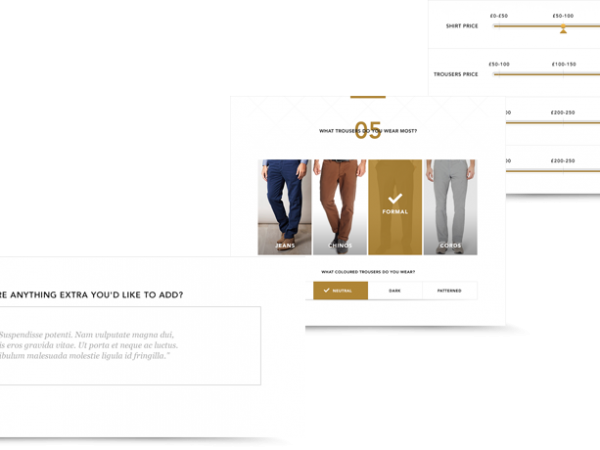 £0-£50 £50-100
SHIRT PRICE
£50-100 £100-150
TROUSERS PRICE
00 £200-250
00 £200-250
05
WHAT TROUSERS DO YOU WEAR MOST?
FORMAL
JEANS CHINOS CORDS
WHAT COLOURED TROUSERS DO YOU WEAR?
NEUTRAL DARK PATTERNED
RE ANYTHING EXTRA YOU'D LIKE TO ADD?
Suspendisse potenti. Nam vulputate magna dui,
is eros gravida vitae. Ut porta et neque ac luctus.
ibulum malesuada molestie ligula id fringilla."